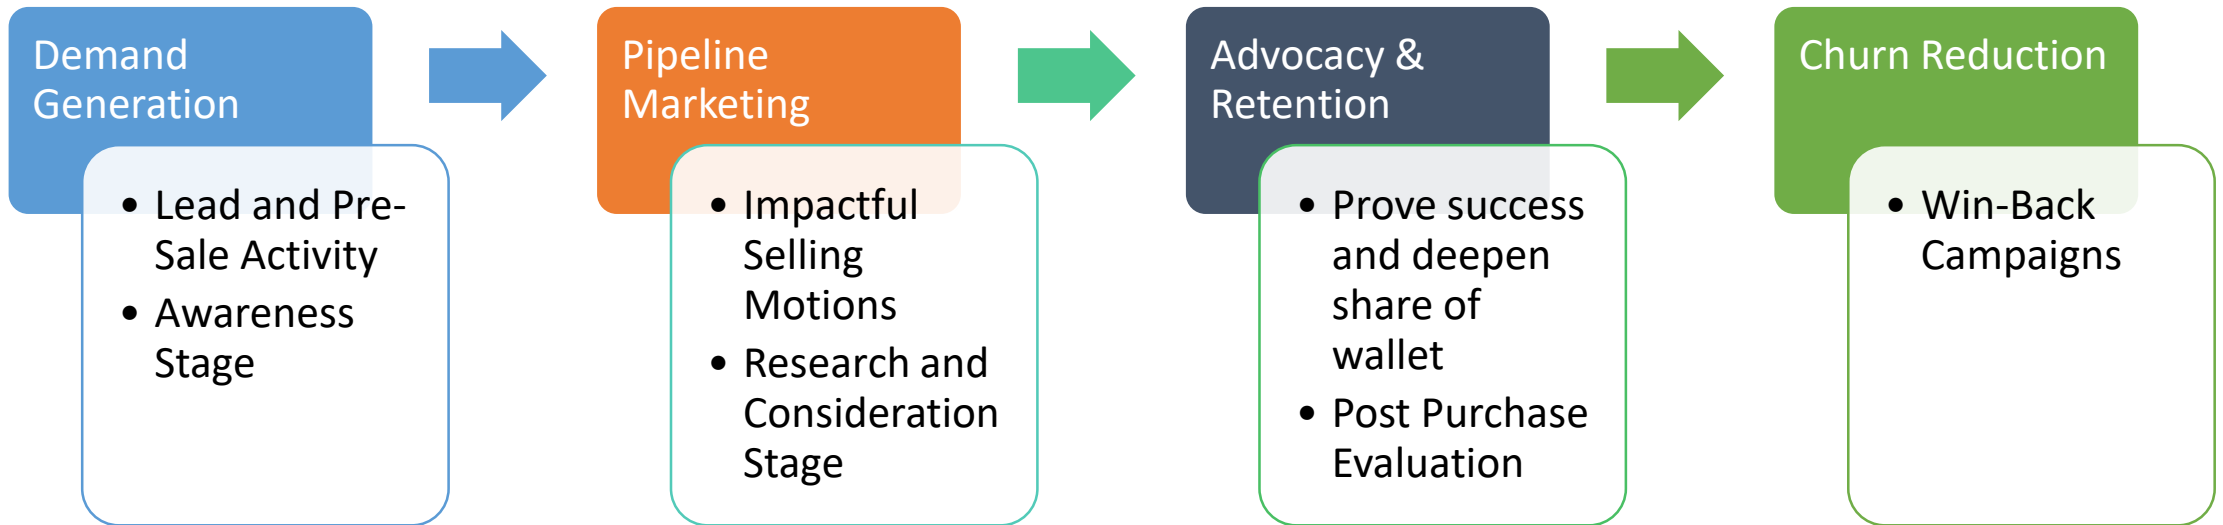 Demand
Generation
• Lead and Pre-
Sale Activity
• Awareness
Stage
Pipeline
Marketing
• Impactful
Selling
Motions
• Research and
Consideration
Stage
Advocacy &
Retention
• Prove success
and deepen
share of
wallet
• Post Purchase
Evaluation
Churn Reduction
• Win-Back
Campaigns